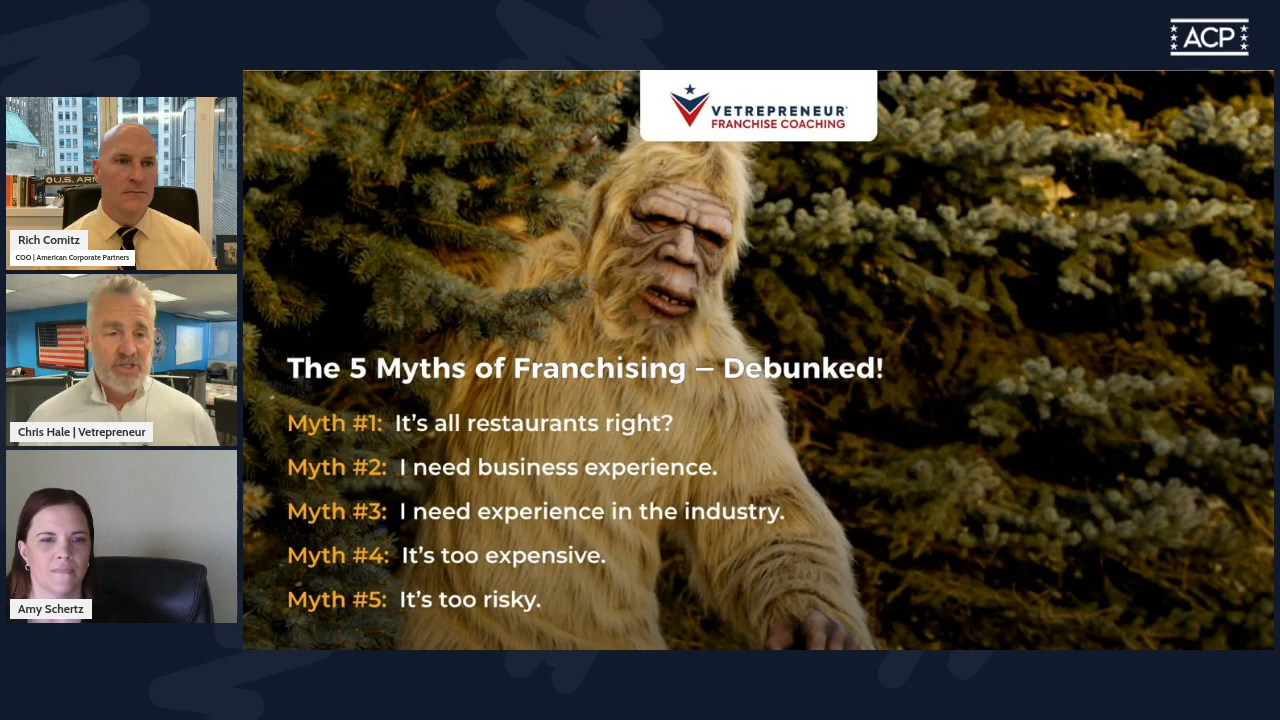 ACP
VETREPRENEUR
FRANCHISE COACHING
U.S. ARM
Rich Comitz
COO | American Corporate Partners
Chris Hale | Vetrepreneur
Amy Schertz
The 5 Myths of Franchising – Debunked!
Myth #1: It’s all restaurants right?
Myth #2: I need business experience.
Myth #3: I need experience in the industry.
Myth #4: It’s too expensive.
Myth #5: It’s too risky.